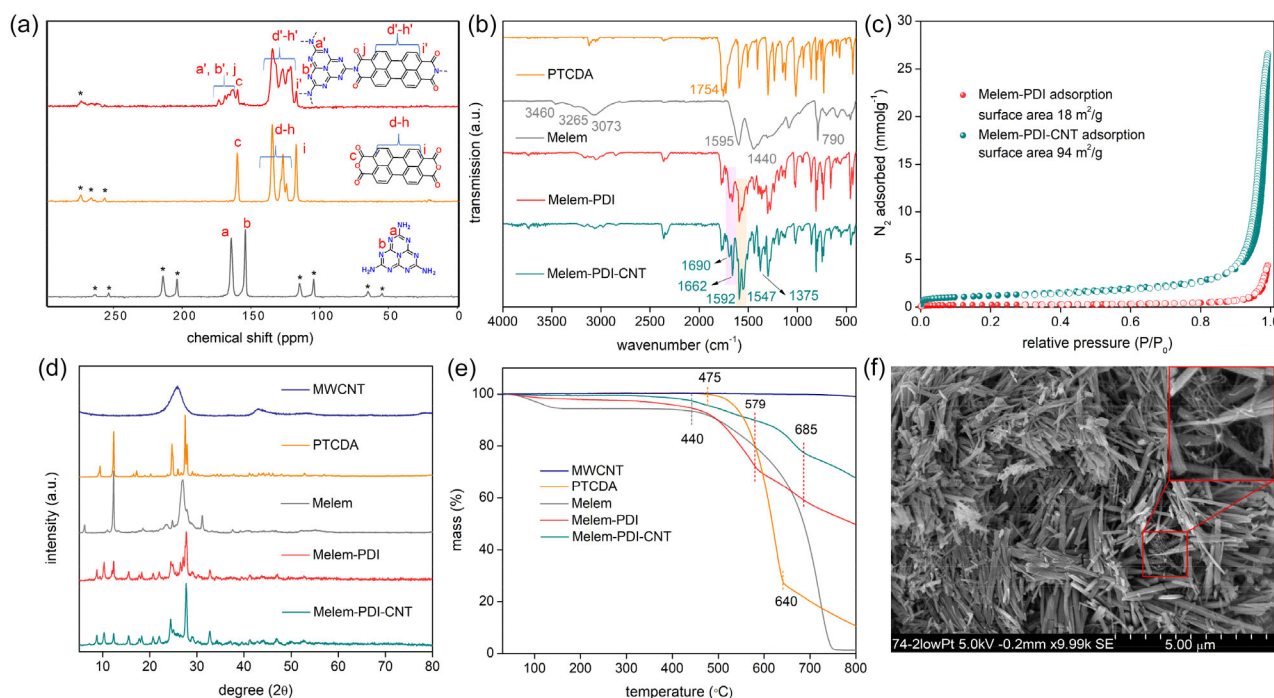 (a)
d'-h'
a', b', j
c
i'
*
a'
b'
j
d'-h'
i'
N
O
c
d-h
i
* * *
d-h
c
i
O
a
b
* * * * * * * *
NH2
a
b
N
H2N
NH2
250 200 150 100 50 0
chemical shift (ppm)
(b)
transmission (a.u.)
PTCDA
1754
3460
3265
3073
Melem
1595
1440
790
Melem-PDI
Melem-PDI-CNT
1690
1662
1592
1547
1375
4000 3500 3000 2500 2000 1500 1000 500
wavenumber (cm-1)
(c)
N2 adsorbed (mmolg-1)
30
25
20
15
10
5
0
Melem-PDI adsorption
surface area 18 m2/g
Melem-PDI-CNT adsorption
surface area 94 m2/g
0.0 0.2 0.4 0.6 0.8 1.0
relative pressure (P/P0)
(d)
intensity (a.u.)
MWCNT
PTCDA
Melem
Melem-PDI
Melem-PDI-CNT
10 20 30 40 50 60 70 80
degree (2θ)
(e)
mass (%)
100
80
60
40
20
0
475
579
685
440
640
MWCNT
PTCDA
Melem
Melem-PDI
Melem-PDI-CNT
100 200 300 400 500 600 700 800
temperature (°C)
(f)
74-2lowPt 5.0kV -0.2mm x9.99k SE
5.00 μm